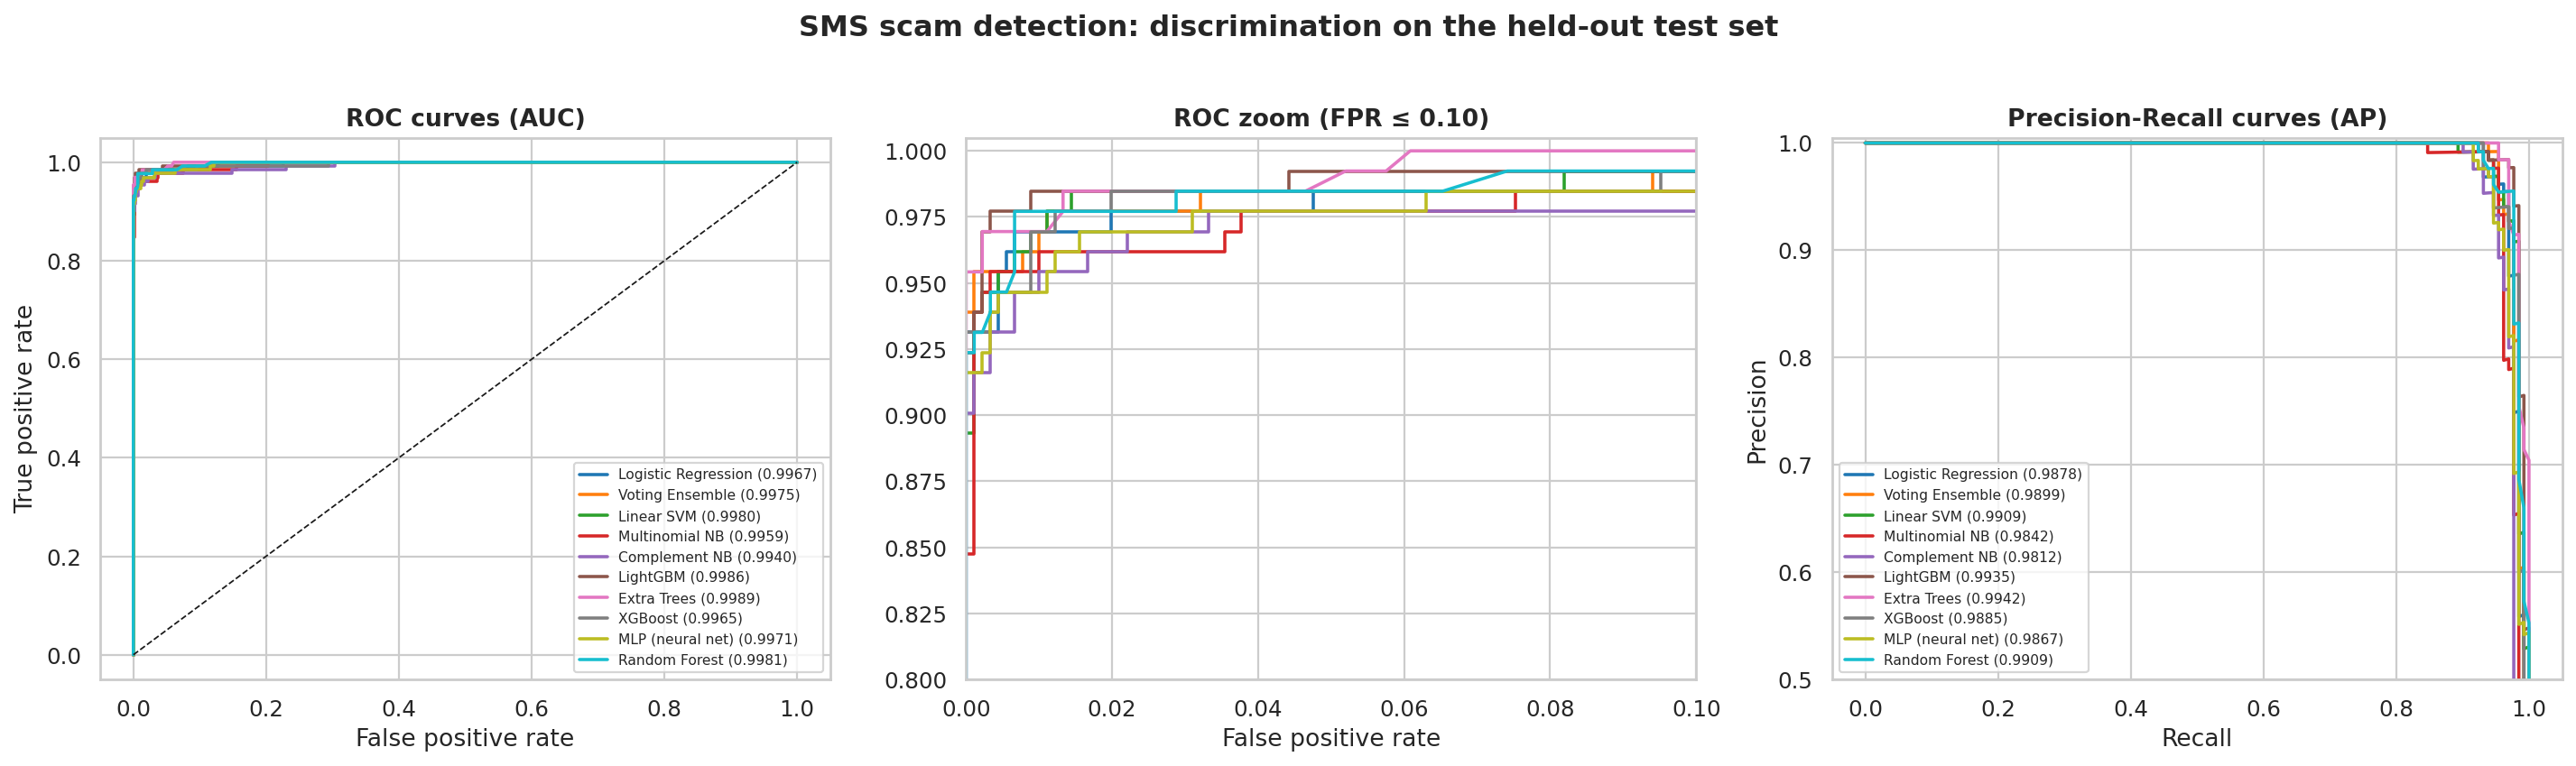 SMS scam detection: discrimination on the held-out test set
ROC curves (AUC)
True positive rate
1.0
0.8
0.6
0.4
0.2
0.0
0.0 0.2 0.4 0.6 0.8 1.0
False positive rate
Logistic Regression (0.9967)
Voting Ensemble (0.9975)
Linear SVM (0.9980)
Multinomial NB (0.9959)
Complement NB (0.9940)
LightGBM (0.9986)
Extra Trees (0.9989)
XGBoost (0.9965)
MLP (neural net) (0.9971)
Random Forest (0.9981)
ROC zoom (FPR ≤ 0.10)
1.000
0.975
0.950
0.925
0.900
0.875
0.850
0.825
0.800
0.00 0.02 0.04 0.06 0.08 0.10
False positive rate
Precision-Recall curves (AP)
Precision
1.0
0.9
0.8
0.7
0.6
0.5
0.0 0.2 0.4 0.6 0.8 1.0
Recall
Logistic Regression (0.9878)
Voting Ensemble (0.9899)
Linear SVM (0.9909)
Multinomial NB (0.9842)
Complement NB (0.9812)
LightGBM (0.9935)
Extra Trees (0.9942)
XGBoost (0.9885)
MLP (neural net) (0.9867)
Random Forest (0.9909)